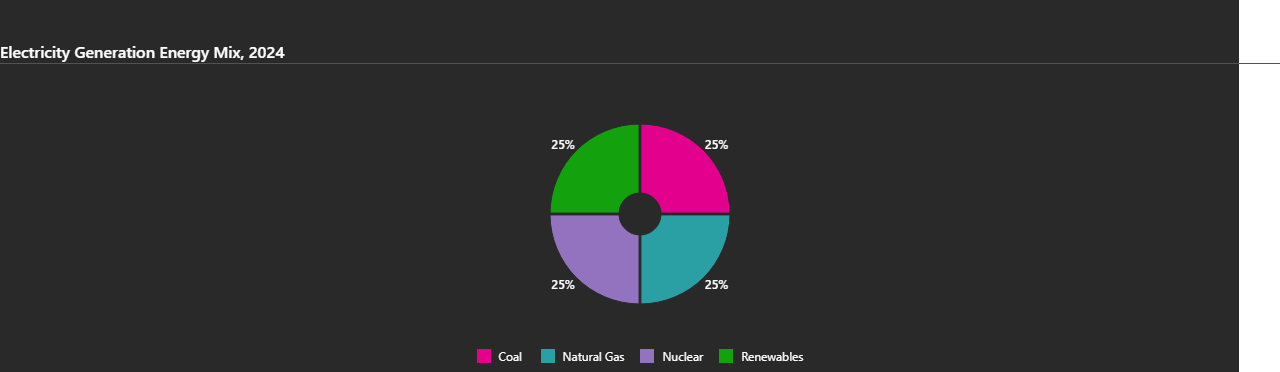 Electricity Generation Energy Mix, 2024
25% 25%
25% 25%
Coal Natural Gas Nuclear Renewables